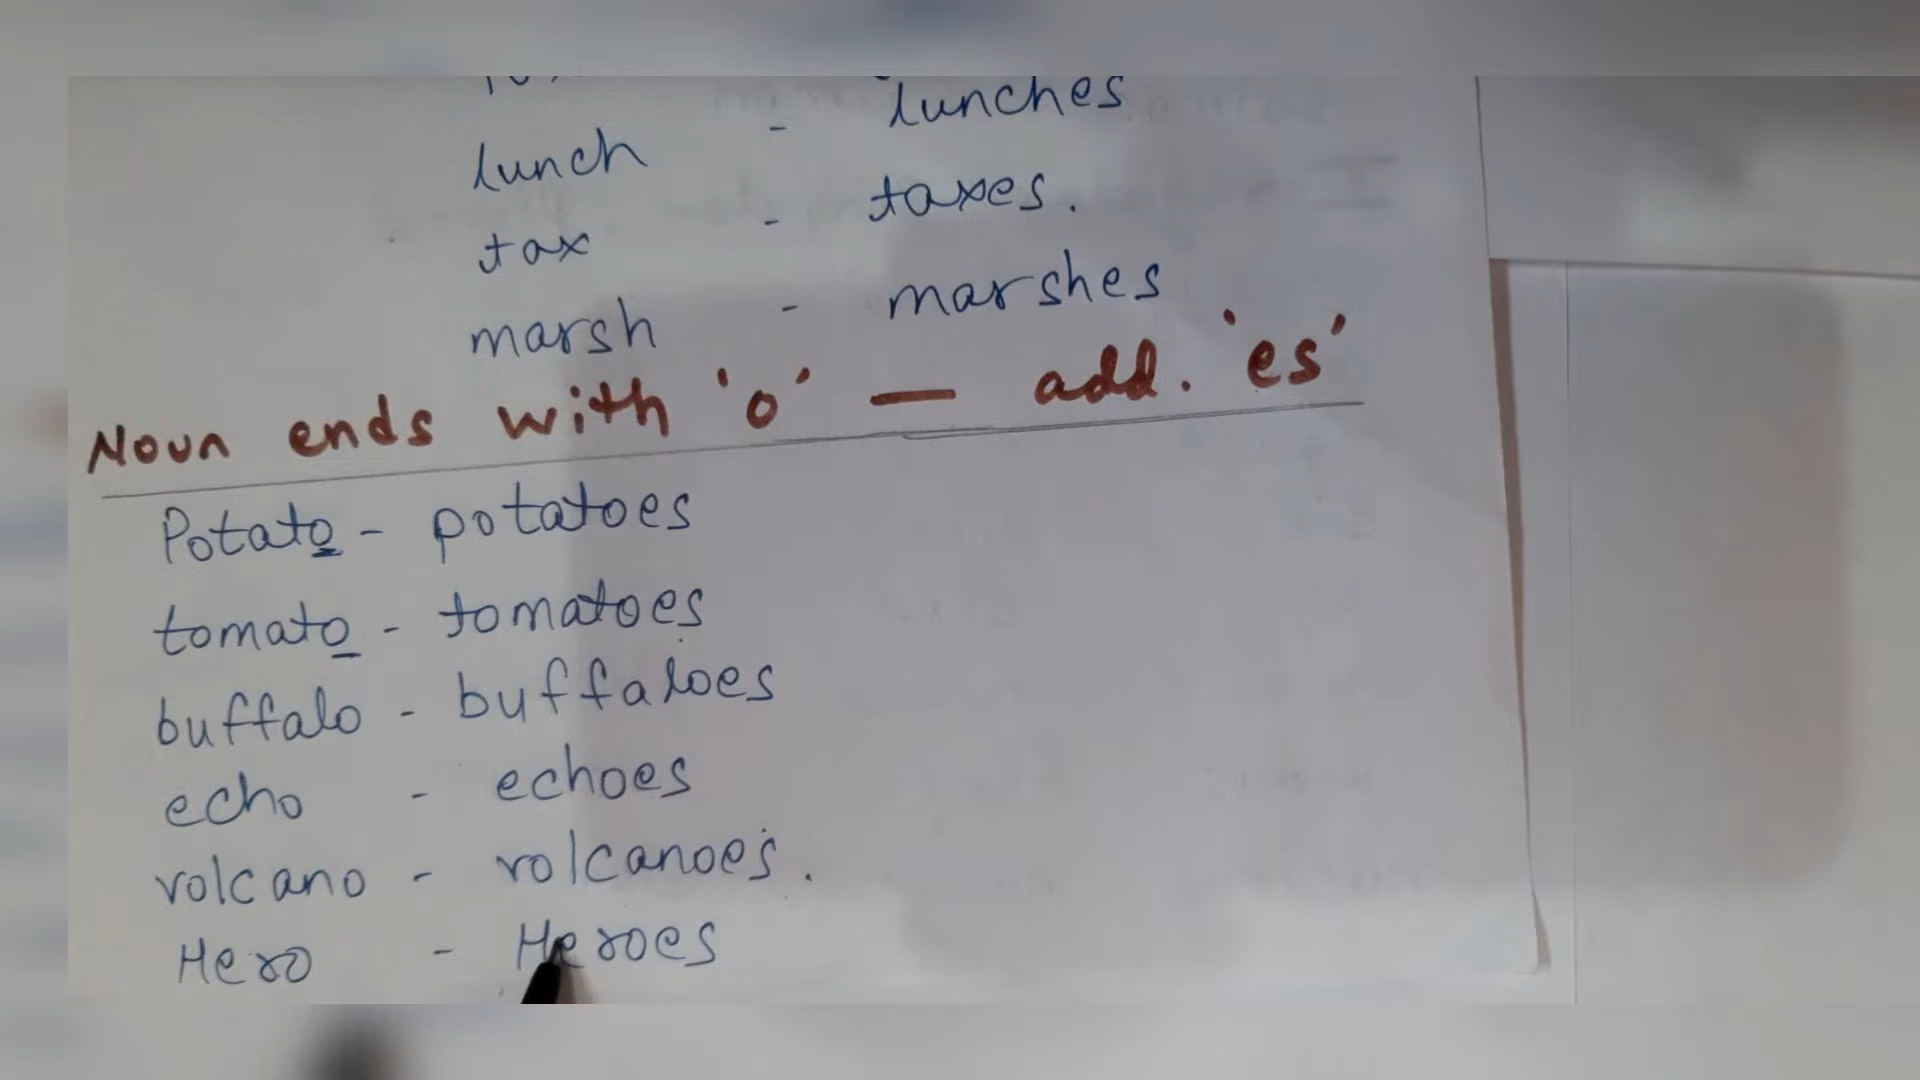 lunch - lunches
tax - taxes.
marsh - marshes
Noun ends with 'o' — add. 'es'
Potato - potatoes
tomato - tomatoes
buffalo - buffaloes
echo - echoes
volcano - volcanoes.
Hero - Heroes